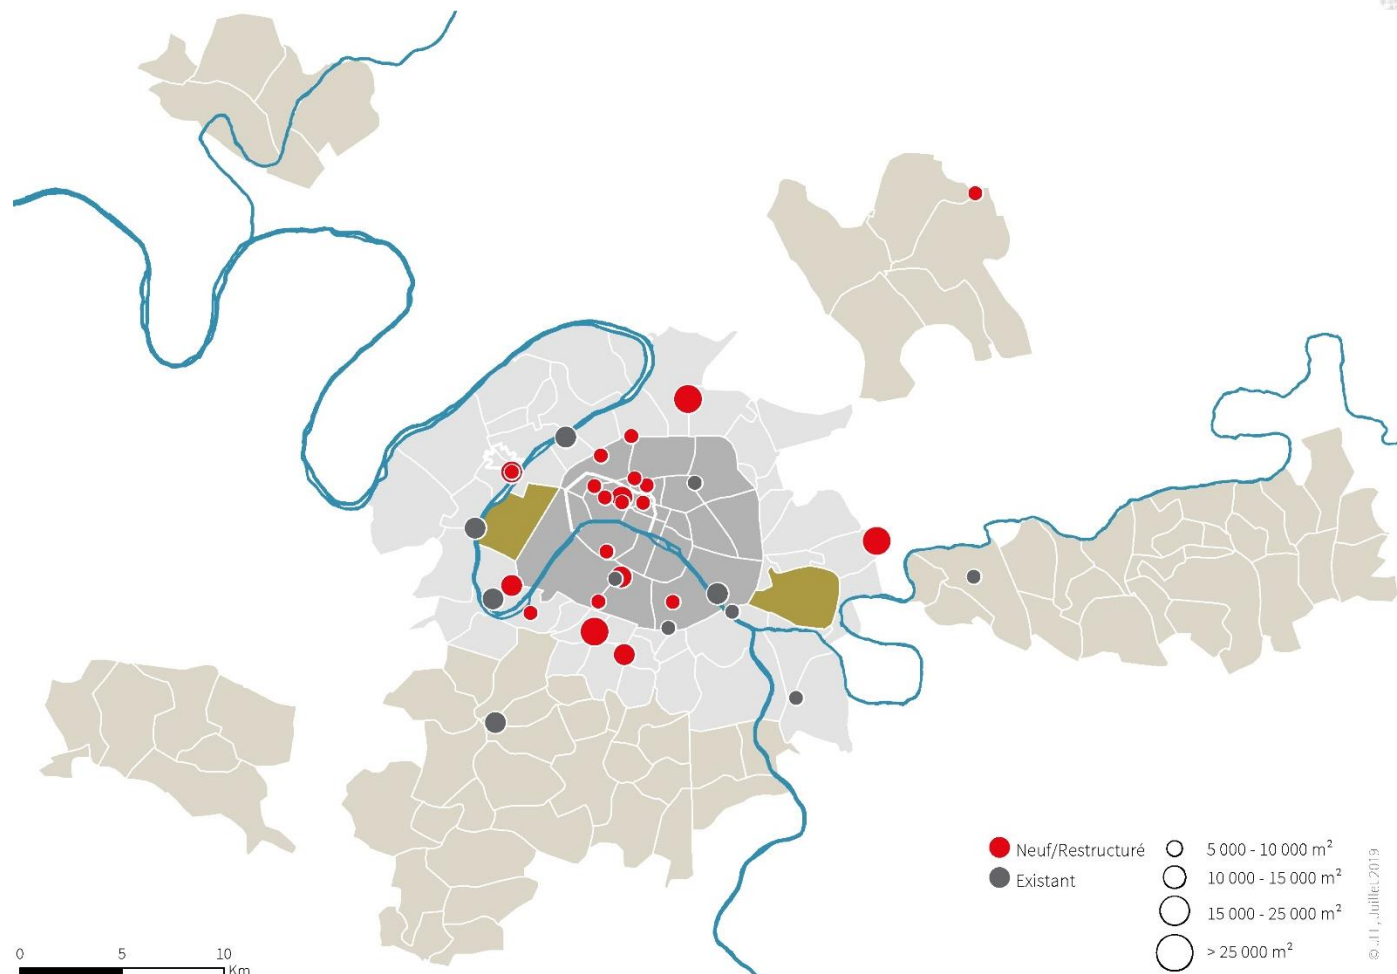 Neuf/Restructuré
Existant
5 000 - 10 000 m²
10 000 - 15 000 m²
15 000 - 25 000 m²
> 25 000 m²
0 5 10
Km
Juillet 2019